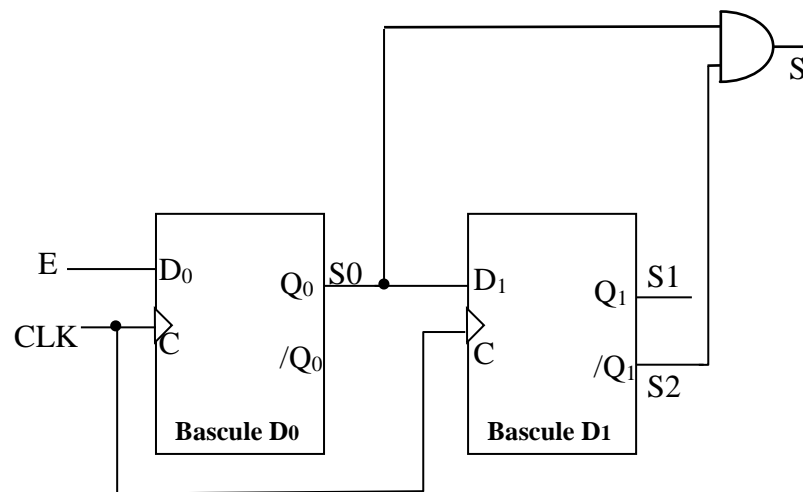 S
E
D₀
Q₀
S0
D₁
Q₁
S1
CLK
C
C
/Q₀
/Q₁
S2
Bascule D0
Bascule D1